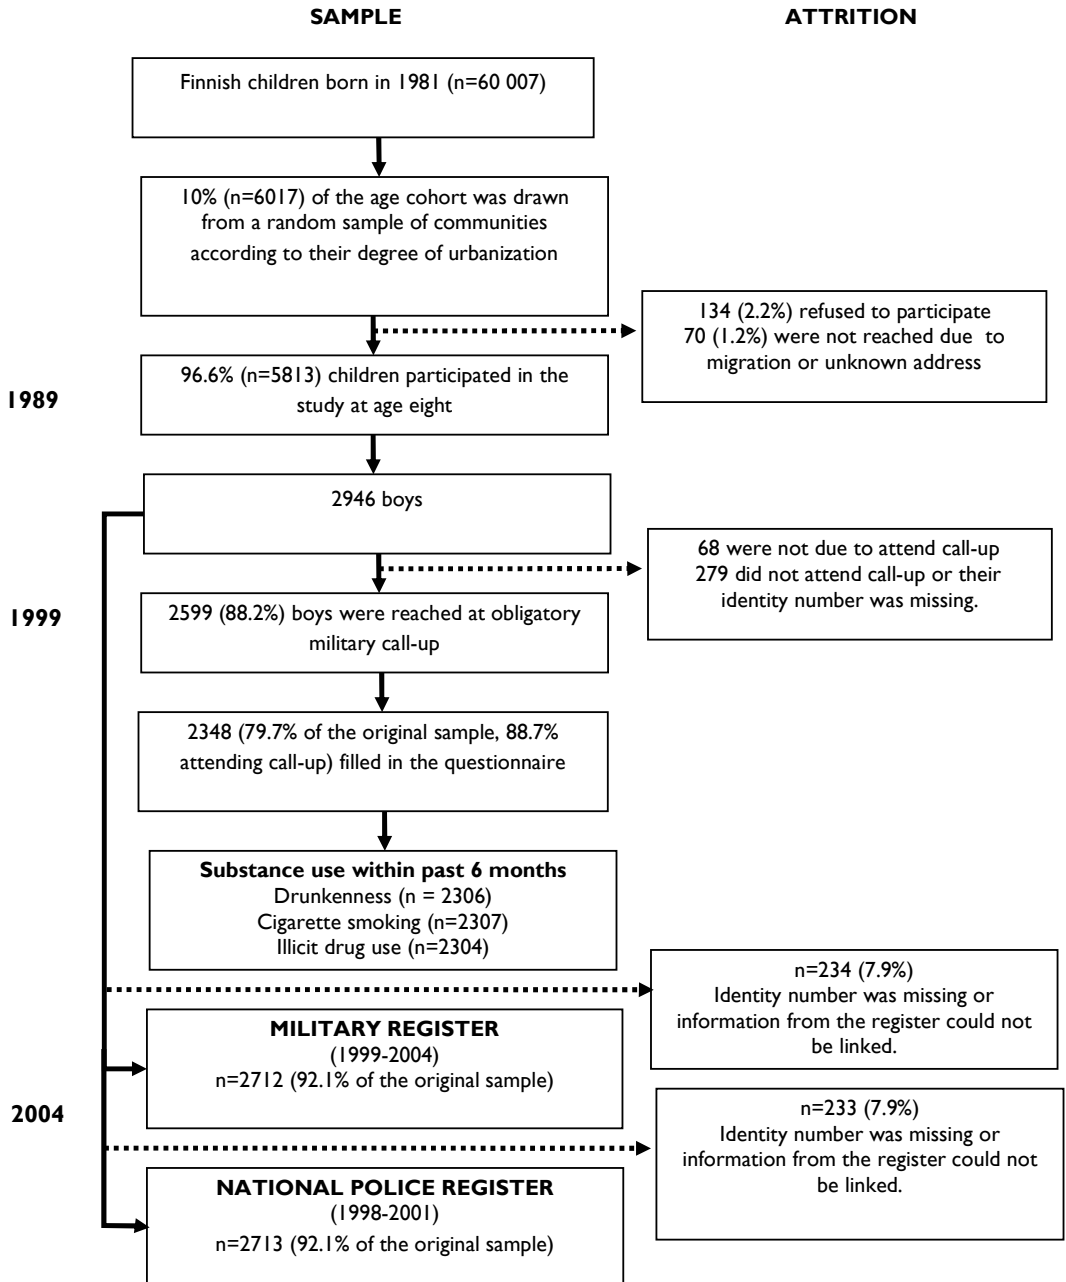 SAMPLE
ATTRITION
Finnish children born in 1981 (n=60 007)
10% (n=6017) of the age cohort was drawn
from a random sample of communities
according to their degree of urbanization
134 (2.2%) refused to participate
70 (1.2%) were not reached due to
migration or unknown address
1989
96.6% (n=5813) children participated in the
study at age eight
2946 boys
68 were not due to attend call-up
279 did not attend call-up or their
identity number was missing.
1999
2599 (88.2%) boys were reached at obligatory
military call-up
2348 (79.7% of the original sample, 88.7%
attending call-up) filled in the questionnaire
Substance use within past 6 months
Drunkenness (n = 2306)
Cigarette smoking (n=2307)
Illicit drug use (n=2304)
n=234 (7.9%)
Identity number was missing or
information from the register could not
be linked.
MILITARY REGISTER
(1999-2004)
n=2712 (92.1% of the original sample)
2004
n=233 (7.9%)
Identity number was missing or
information from the register could not
be linked.
NATIONAL POLICE REGISTER
(1998-2001)
n=2713 (92.1% of the original sample)